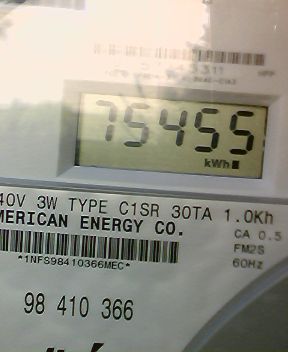 75455
kWh
40V 3W TYPE C1SR 30TA 1.0Kh
MERICAN ENERGY CO.
CA 0.5
FM2S
60Hz
*1NFS98410366MEC*
98 410 366